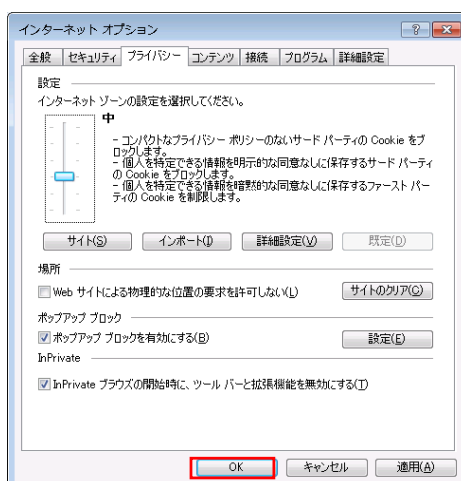 インターネット オプション
全般 セキュリティ プライバシー コンテンツ 接続 プログラム 詳細設定
設定
インターネット ゾーンの設定を選択してください。
中
- コンパクトなプライバシー ポリシーのないサード パーティの Cookie をブ
ロックします。
- 個人を特定できる情報を明示的な同意なしに保存するサード パーティ
の Cookie をブロックします。
- 個人を特定できる情報を暗黙的な同意なしに保存するファースト パー
ティの Cookie を制限します。
サイト(S) インポート(I) 詳細設定(V) 既定(D)
場所
Web サイトによる物理的な位置の要求を許可しない(L) サイトのクリア(C)
ポップアップ ブロック
ポップアップ ブロックを有効にする(B) 設定(E)
InPrivate
InPrivate ブラウズの開始時に、ツール バーと拡張機能を無効にする(T)
OK キャンセル 適用(A)